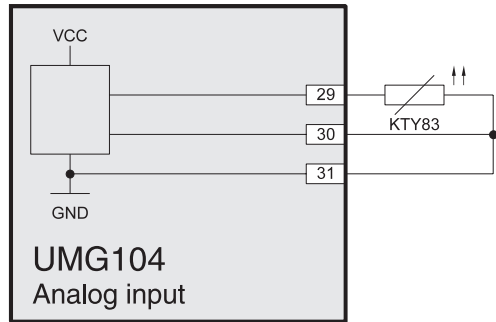 VCC
29
KTY83
30
31
GND
UMG104
Analog input